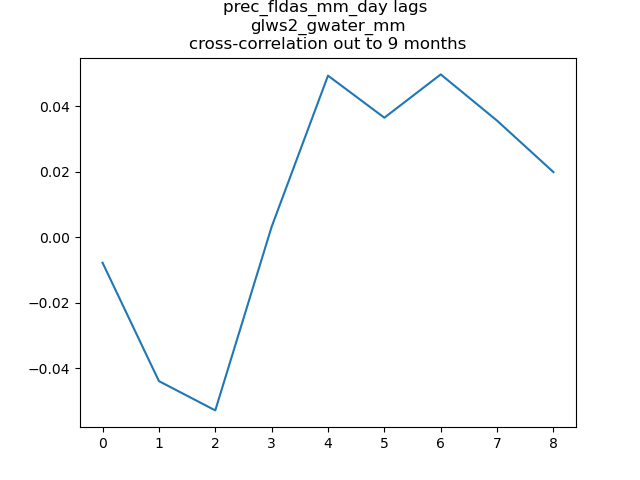 prec_fldas_mm_day lags
glws2_gwater_mm
cross-correlation out to 9 months
0.04
0.02
0.00
−0.02
−0.04
0 1 2 3 4 5 6 7 8